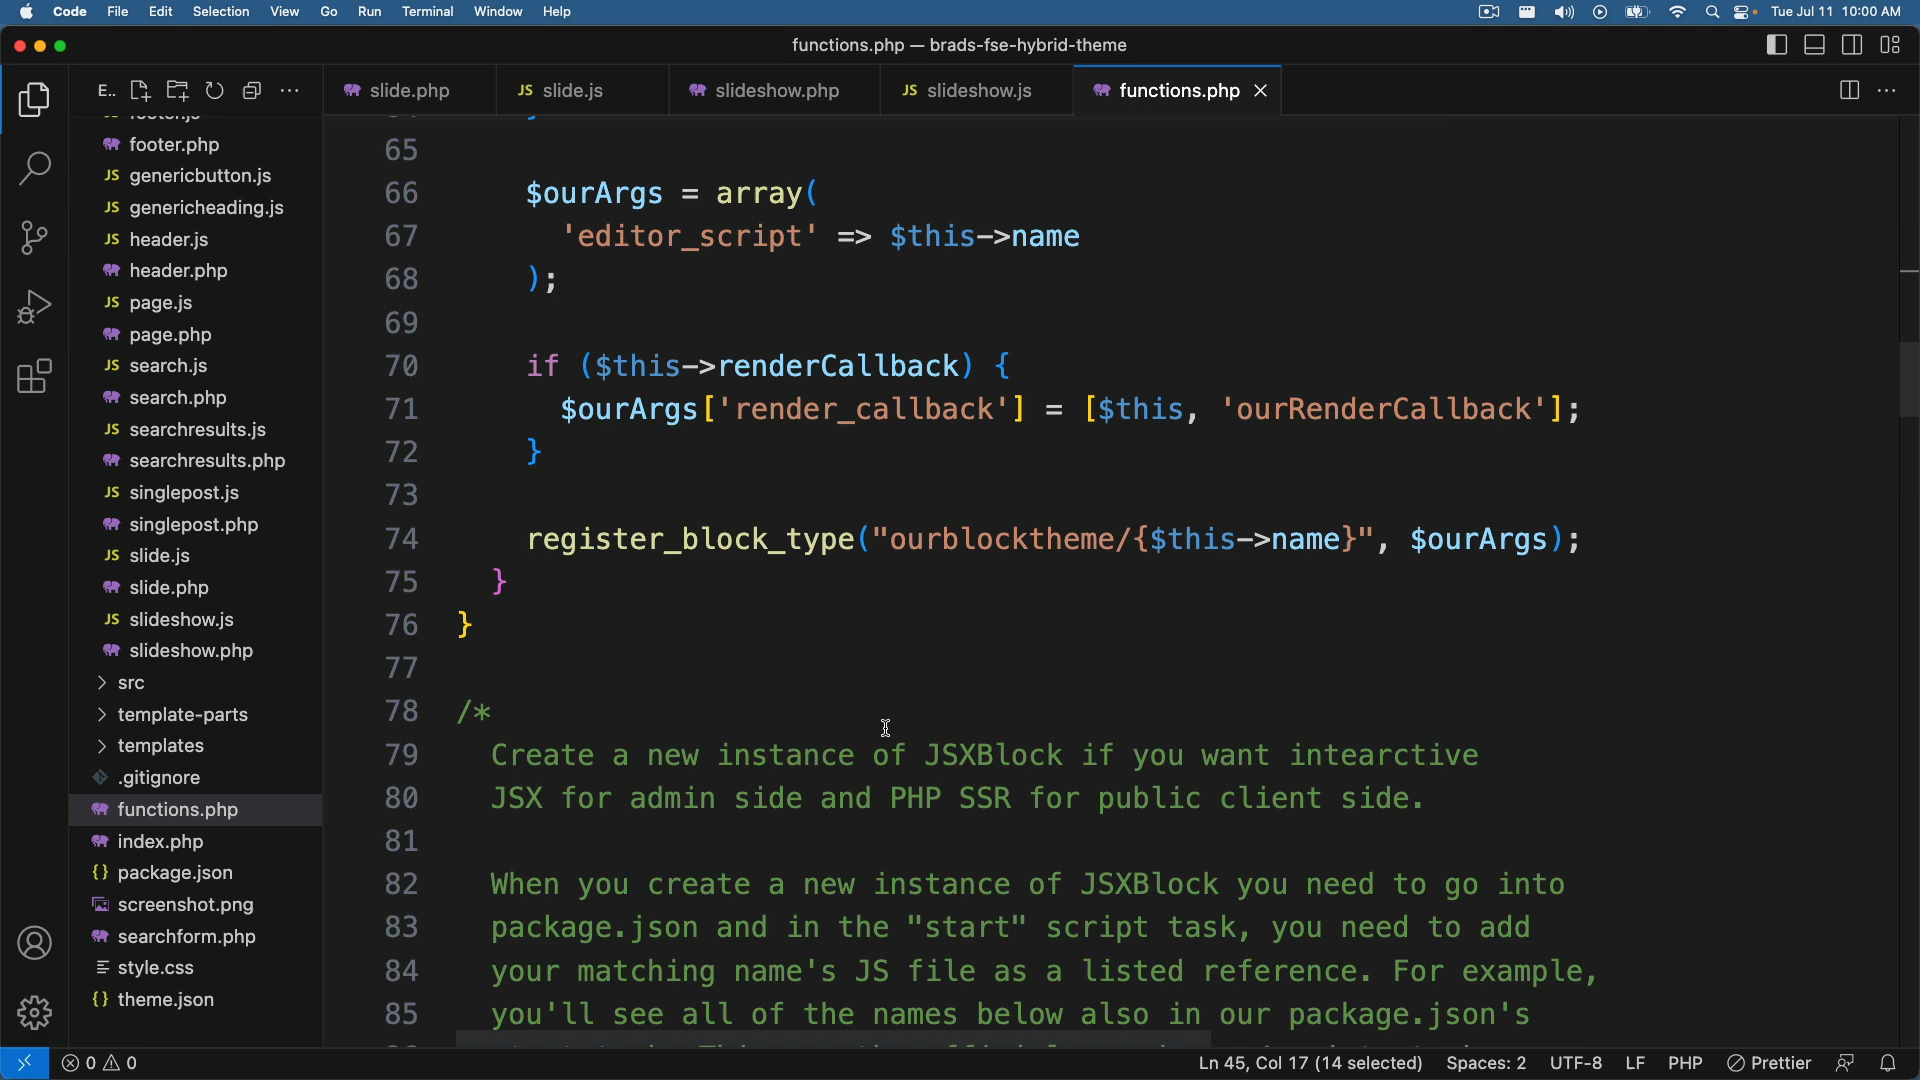 Code File Edit Selection View Go Run Terminal Window Help
Tue Jul 11 10:00 AM
functions.php — brads-fse-hybrid-theme
E..
slide.php
JS slide.js
slideshow.php
JS slideshow.js
functions.php
footer.php
JS genericbutton.js
JS genericheading.js
JS header.js
header.php
JS page.js
page.php
JS search.js
search.php
JS searchresults.js
searchresults.php
JS singlepost.js
singlepost.php
JS slide.js
slide.php
JS slideshow.js
slideshow.php
src
template-parts
templates
.gitignore
functions.php
index.php
{} package.json
screenshot.png
searchform.php
style.css
{} theme.json
65
66 $ourArgs = array(
67 'editor_script' => $this->name
68 );
69
70 if ($this->renderCallback) {
71 $ourArgs['render_callback'] = [$this, 'ourRenderCallback'];
72 }
73
74 register_block_type("ourblocktheme/{$this->name}", $ourArgs);
75 }
76 }
77
78 /*
79 Create a new instance of JSXBlock if you want intearctive
80 JSX for admin side and PHP SSR for public client side.
81
82 When you create a new instance of JSXBlock you need to go into
83 package.json and in the "start" script task, you need to add
84 your matching name's JS file as a listed reference. For example,
85 you'll see all of the names below also in our package.json's
0 0
Ln 45, Col 17 (14 selected) Spaces: 2 UTF-8 LF PHP Prettier